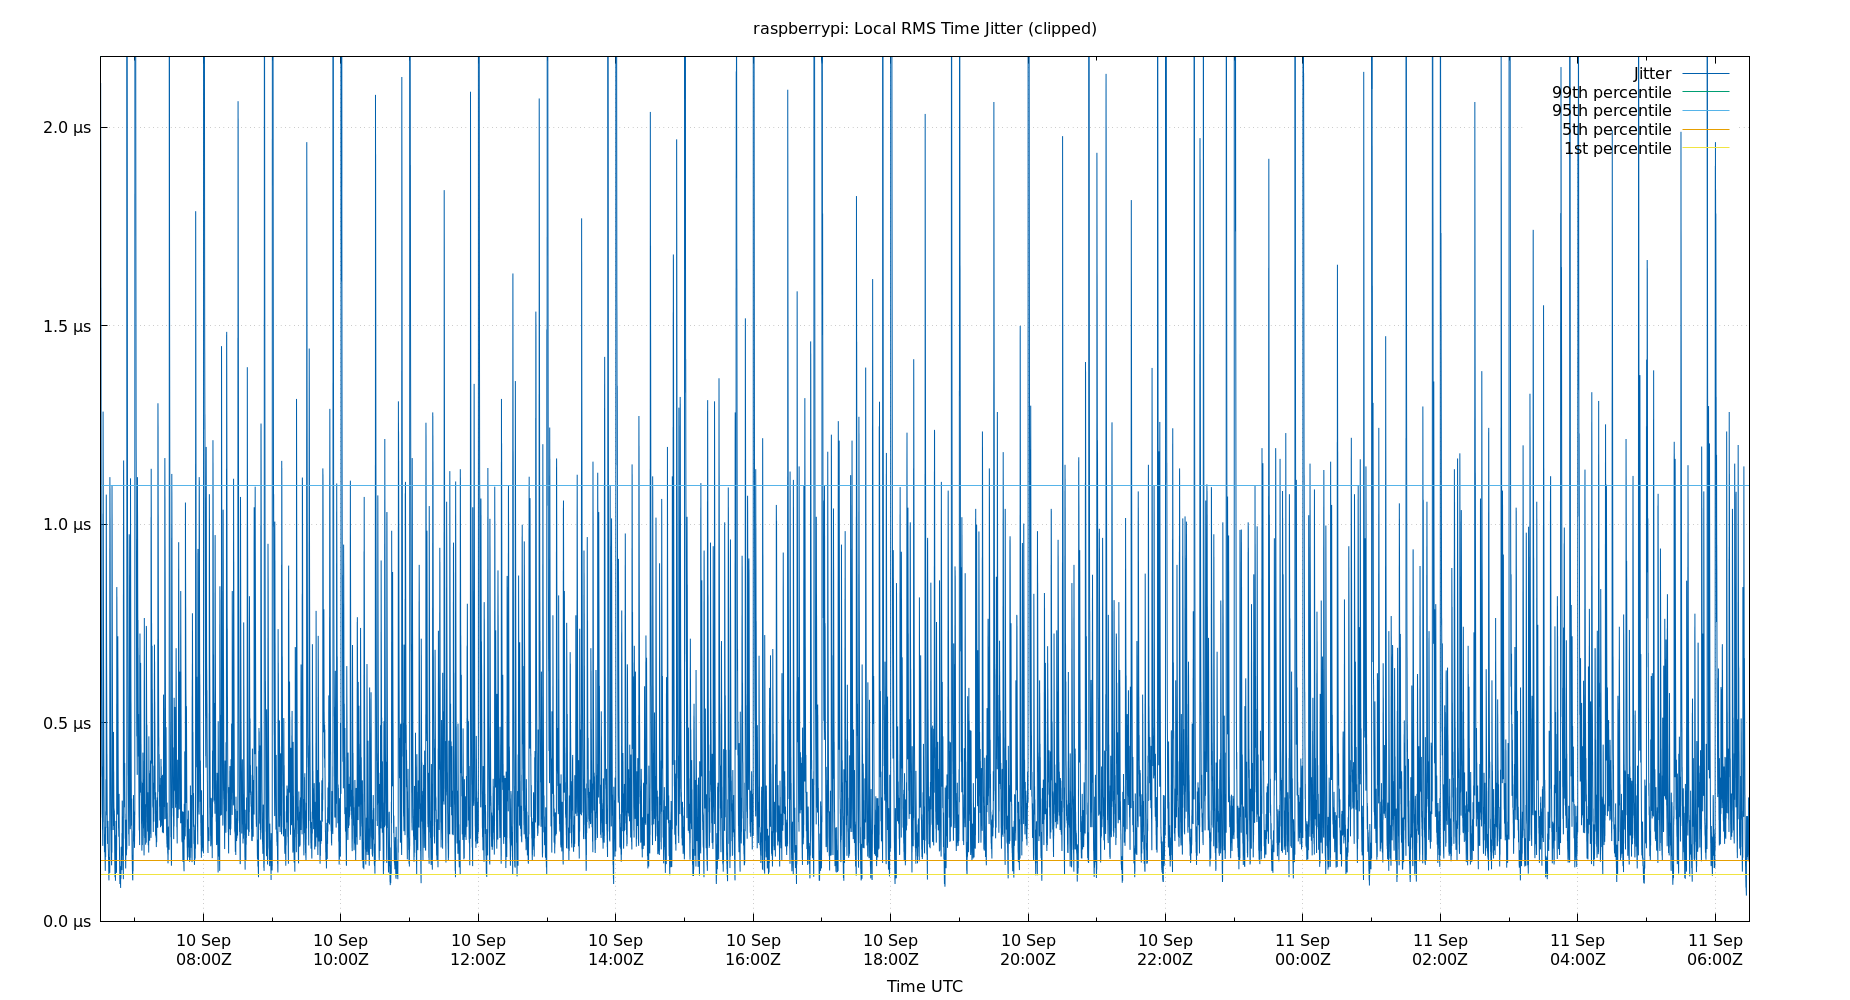 raspberrypi: Local RMS Time Jitter (clipped)
Jitter
99th percentile
95th percentile
5th percentile
1st percentile
2.0 μs
1.5 μs
1.0 μs
0.5 μs
0.0 μs
10 Sep 10 Sep 10 Sep 10 Sep 10 Sep 10 Sep 10 Sep 10 Sep 11 Sep 11 Sep 11 Sep 11 Sep
08:00Z 10:00Z 12:00Z 14:00Z 16:00Z 18:00Z 20:00Z 22:00Z 00:00Z 02:00Z 04:00Z 06:00Z
Time UTC